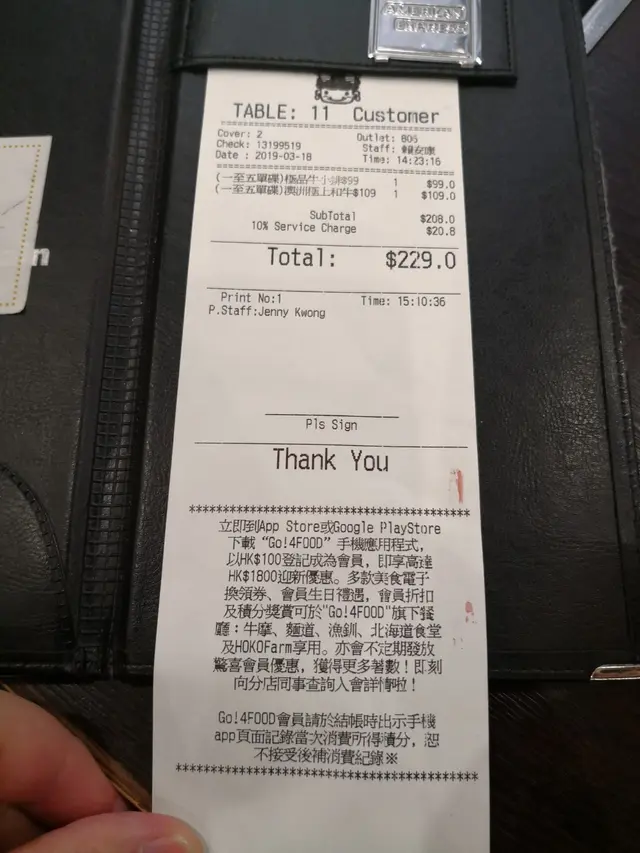 AMERICAN
EXPRESS
TABLE: 11 Customer
Cover: 2 Outlet: 805
Check: 13199519 Staff: 賴安康
Date : 2019-03-18 Time: 14:23:16
(一至五單碟)極品牛小排$99 1 $99.0
(一至五單碟)澳洲極上和牛$109 1 $109.0
SubTotal $208.0
10% Service Charge $20.8
Total: $229.0
Print No:1 Time: 15:10:36
P.Staff:Jenny Kwong
Pls Sign
Thank You
*****************************************
立即到App Store或Google PlayStore
下載“Go!4FOOD”手機應用程式,
以HK$100登記成為會員, 即享高達
HK$1800迎新優惠。多款美食電子
換領券、會員生日禮遇, 會員折扣
及積分獎賞可於"Go!4FOOD"旗下餐
廳:牛摩、麵道、漁釧、北海道食堂
及HOKOFarm享用。亦會不定期發放
驚喜會員優惠, 獲得更多著數!即刻
向分店同事查詢入會詳情啦!
Go!4FOOD會員請於結帳時出示手機
app頁面記錄當次消費所得積分, 恕
不接受後補消費紀錄※
*****************************************